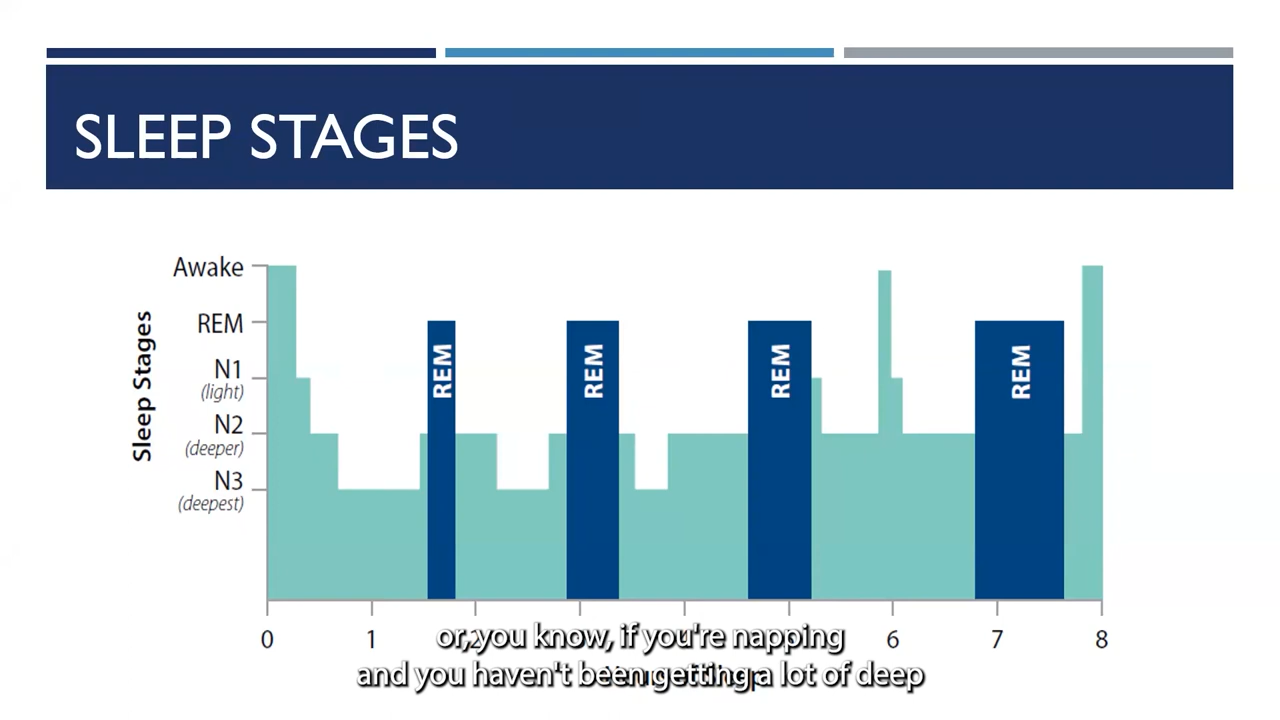 SLEEP STAGES
Awake
REM
N1
(light)
N2
(deeper)
N3
(deepest)
Sleep Stages
REM
REM
REM
REM
0 1 2 6 7 8
or, you know, if you're napping
and you haven't been getting a lot of deep